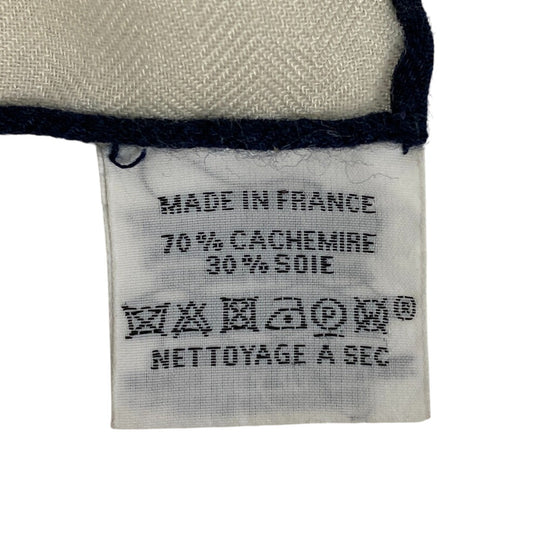 MADE IN FRANCE
70 % CACHEMIRE
30 % SOIE
P ®
NETTOYAGE A SEC